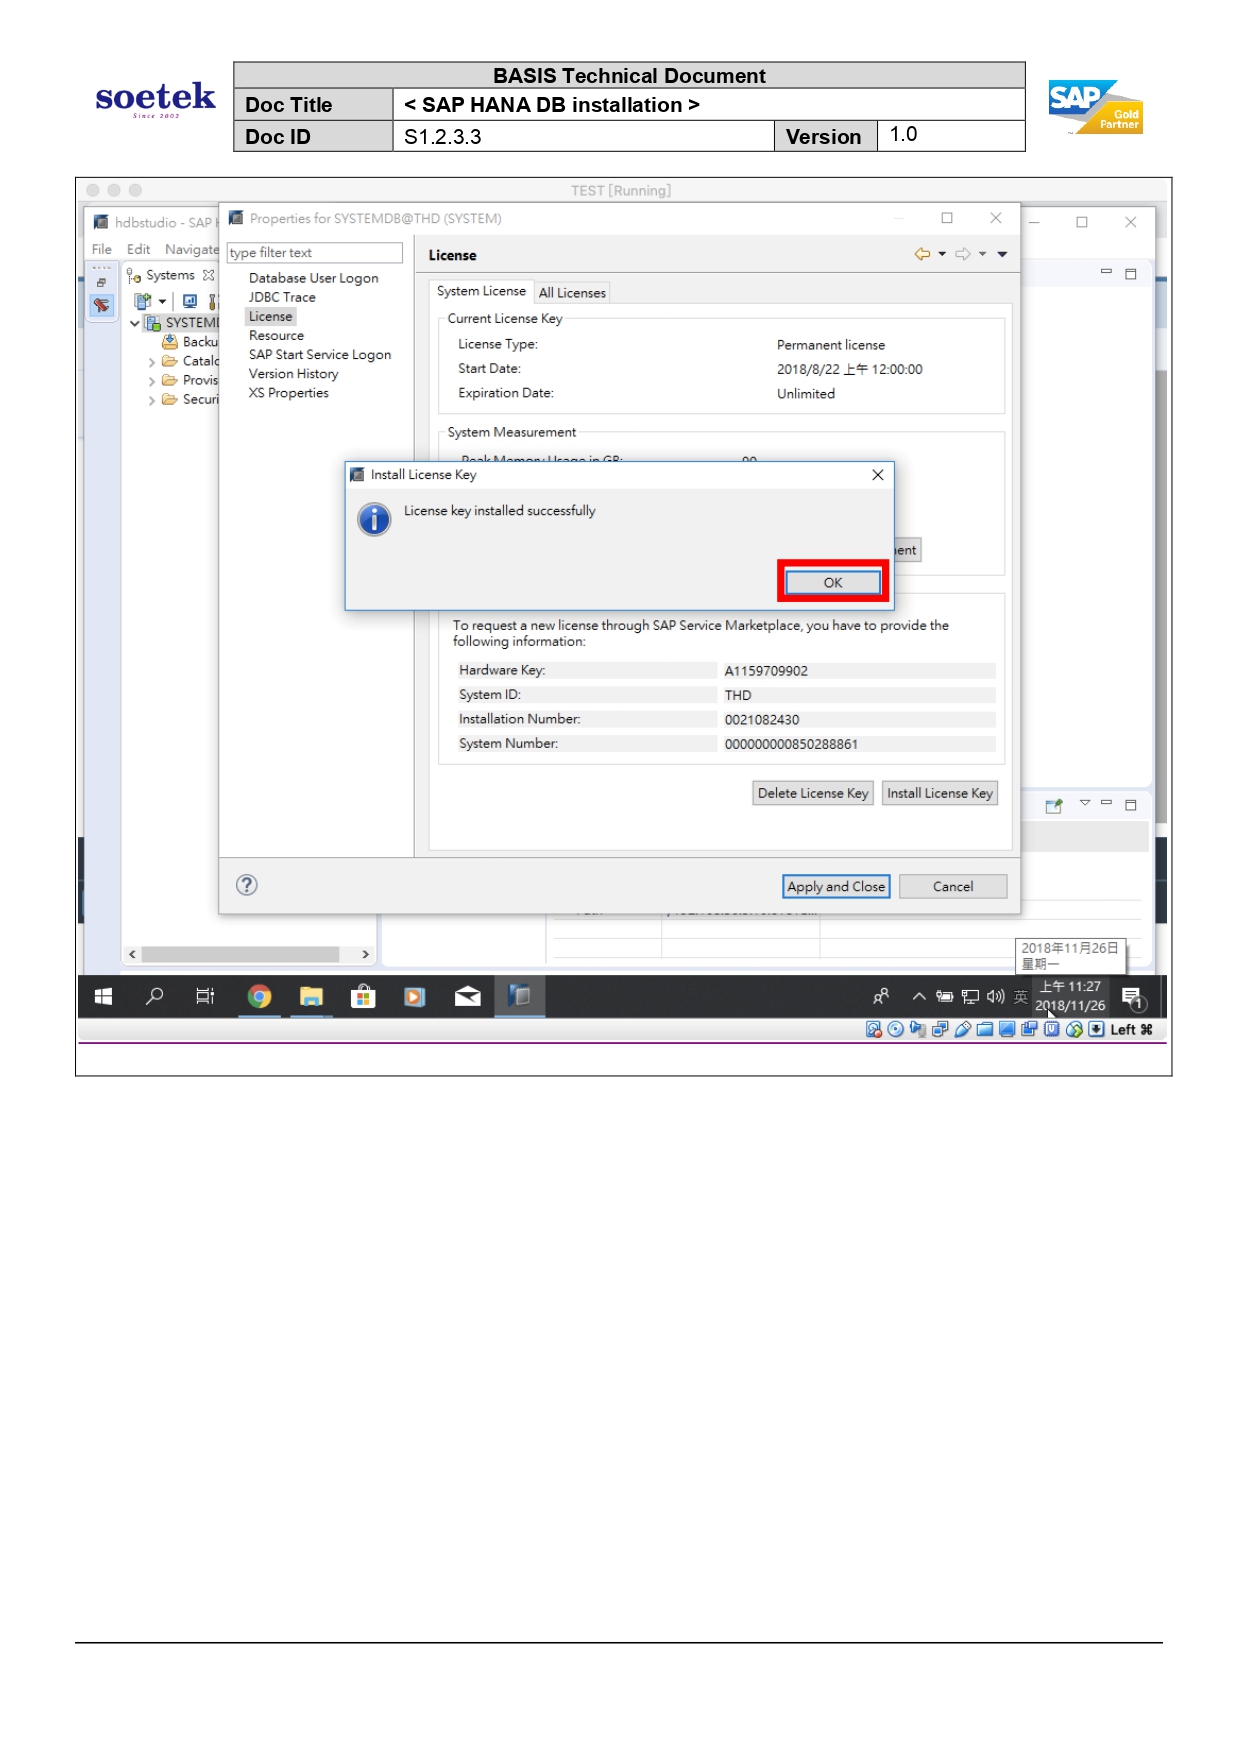 soetek
Since 2002
BASIS Technical Document
Doc Title
< SAP HANA DB installation >
Doc ID
S1.2.3.3
Version
1.0
SAP
Gold
Partner
TEST [Running]
hdbstudio - SAP
Properties for SYSTEMDB@THD (SYSTEM)
File Edit Navigate
type filter text
License
Systems
Database User Logon
JDBC Trace
License
Resource
SAP Start Service Logon
Version History
XS Properties
SYSTEMD
Backu
Catalo
Provis
Securi
System License
All Licenses
Current License Key
License Type: Permanent license
Start Date: 2018/8/22 上午 12:00:00
Expiration Date: Unlimited
System Measurement
Peak Memory Usage in GB: 90
Install License Key
License key installed successfully
ent
OK
To request a new license through SAP Service Marketplace, you have to provide the
following information:
Hardware Key: A1159709902
System ID: THD
Installation Number: 0021082430
System Number: 000000000850288861
Delete License Key
Install License Key
Apply and Close
Cancel
2018年11月26日
星期一
英
上午 11:27
2018/11/26
1
Left ⌘